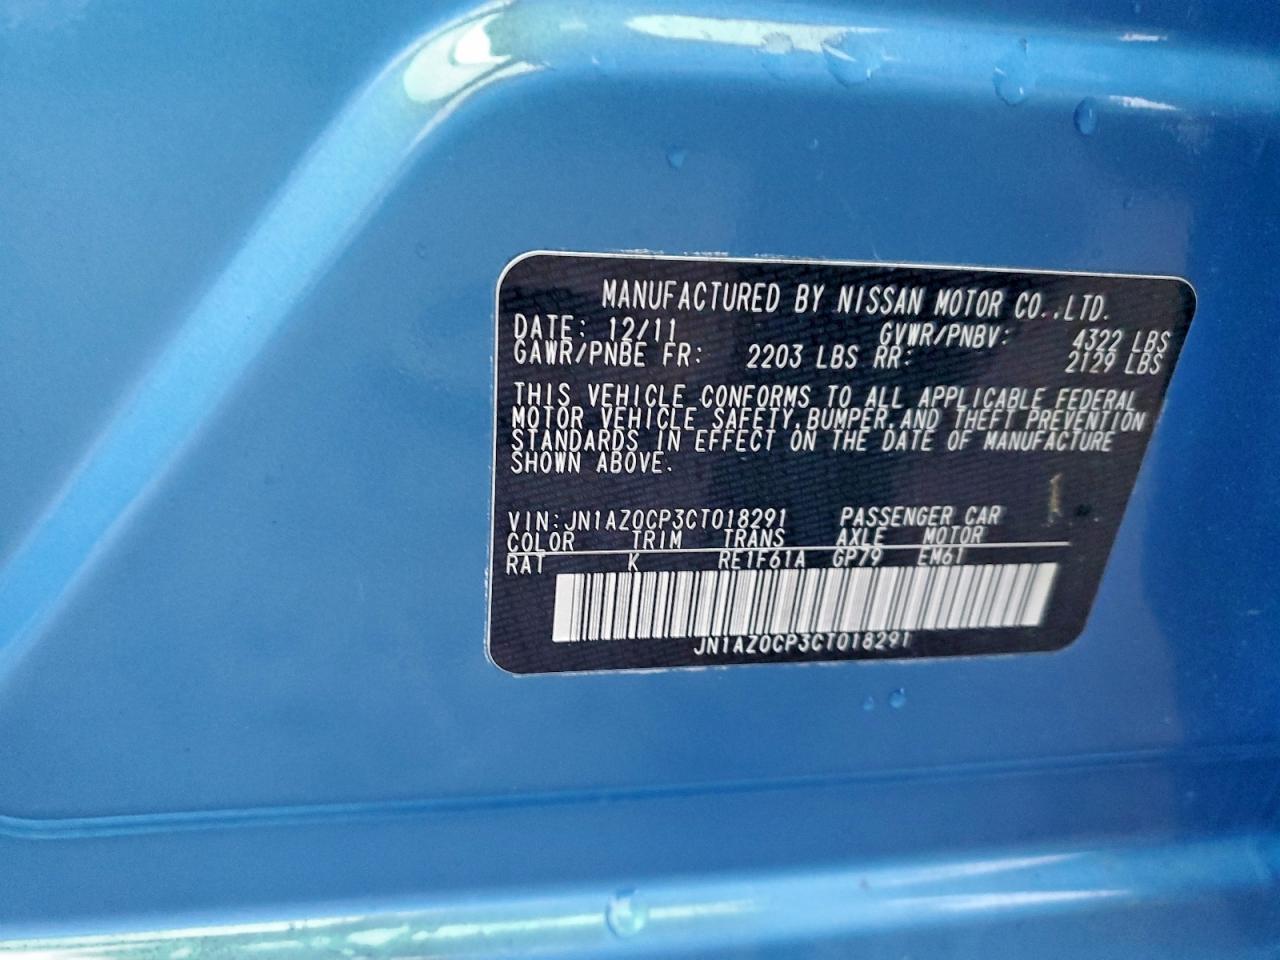 MANUFACTURED BY NISSAN MOTOR CO.,LTD.
DATE: 12/11 GVWR/PNBV: 4322 LBS
GAWR/PNBE FR: 2203 LBS RR: 2129 LBS
THIS VEHICLE CONFORMS TO ALL APPLICABLE FEDERAL
MOTOR VEHICLE SAFETY,BUMPER,AND THEFT PREVENTION
STANDARDS IN EFFECT ON THE DATE OF MANUFACTURE
SHOWN ABOVE.
VIN:JN1AZ0CP3CT018291 PASSENGER CAR
COLOR TRIM TRANS AXLE MOTOR
RAT K RE1F61A GP79 EM61
JN1AZ0CP3CT018291